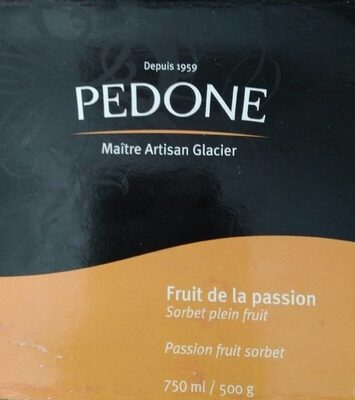 Depuis 1959
PEDONE
Maître Artisan Glacier
Fruit de la passion
Sorbet plein fruit
Passion fruit sorbet
750 ml / 500 g